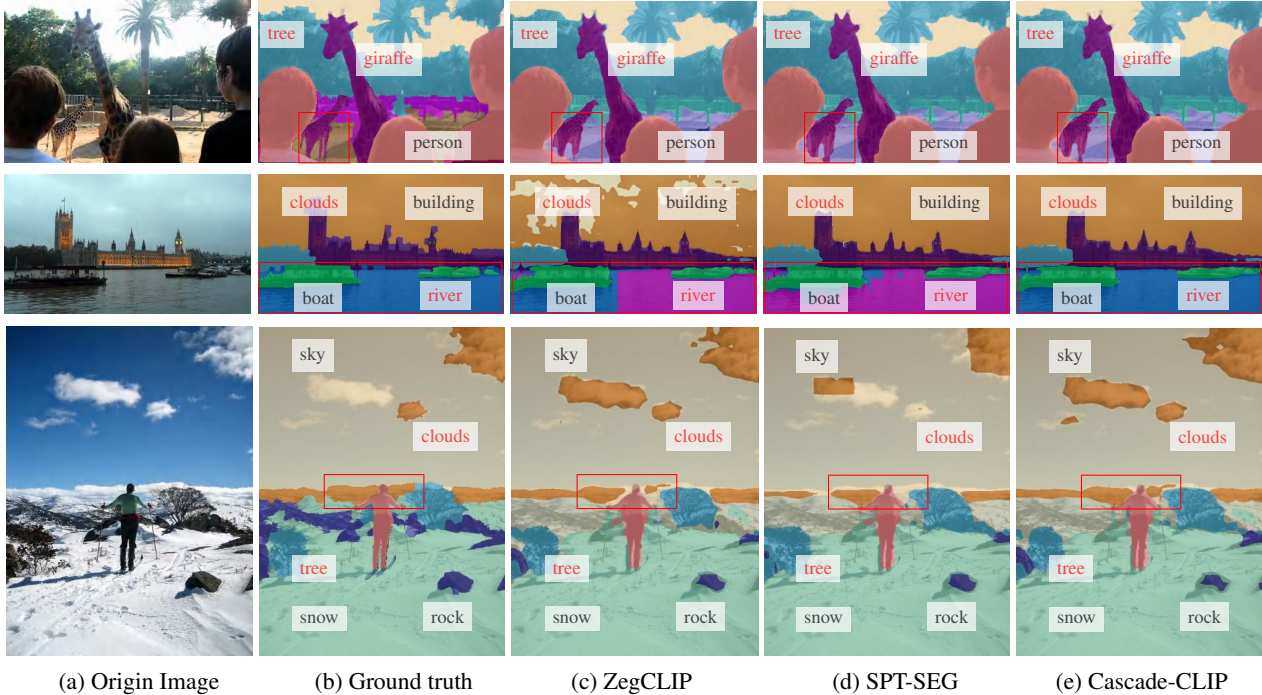 tree tree tree tree
giraffe giraffe giraffe giraffe
person person person person
clouds building clouds building clouds building clouds building
boat river boat river boat river boat river
sky sky sky sky
clouds clouds clouds clouds
tree tree tree tree
snow rock snow rock snow rock snow rock
(a) Origin Image (b) Ground truth (c) ZegCLIP (d) SPT-SEG (e) Cascade-CLIP